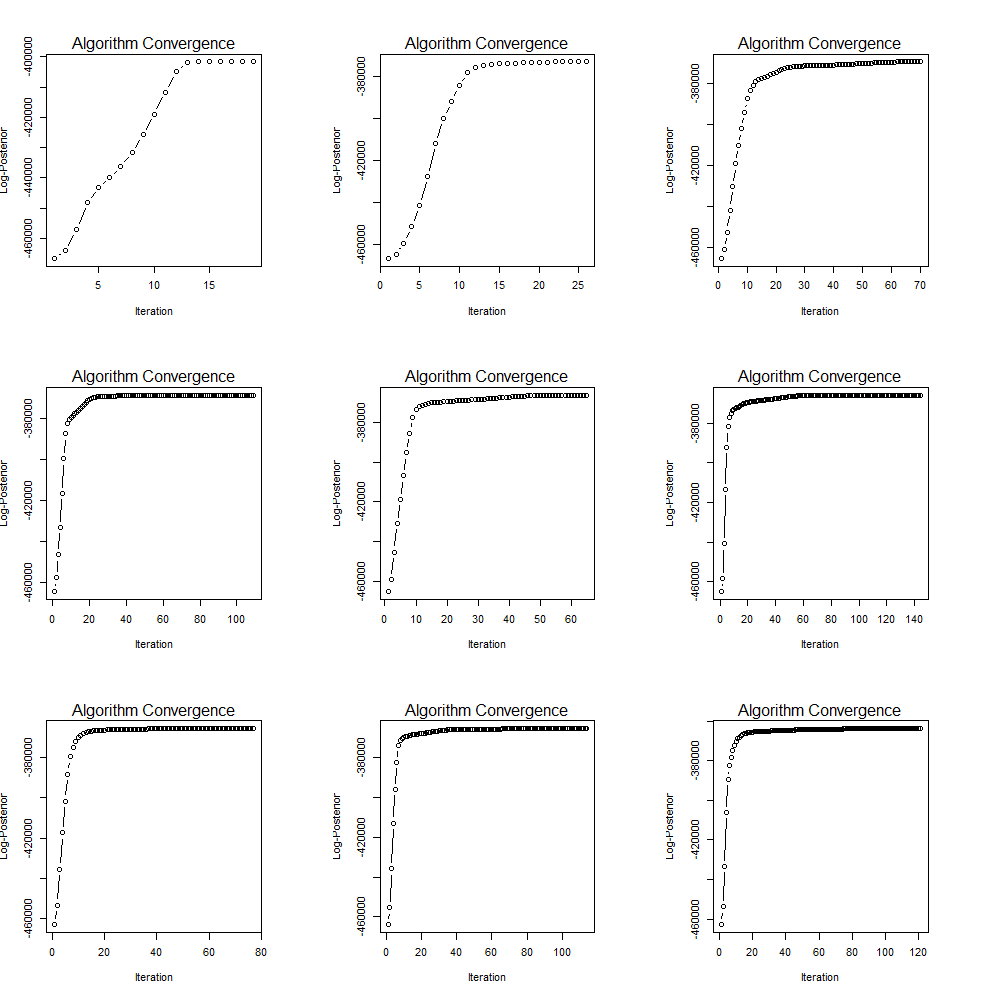 Algorithm Convergence
Log-Posterior
-400000
-420000
-440000
-460000
5 10 15
Iteration
Algorithm Convergence
Log-Posterior
-380000
-420000
-460000
0 5 10 15 20 25
Iteration
Algorithm Convergence
Log-Posterior
-380000
-420000
-460000
0 10 20 30 40 50 60 70
Iteration
Algorithm Convergence
Log-Posterior
-380000
-420000
-460000
0 20 40 60 80 100
Iteration
Algorithm Convergence
Log-Posterior
-380000
-420000
-460000
0 10 20 30 40 50 60
Iteration
Algorithm Convergence
Log-Posterior
-380000
-420000
-460000
0 20 40 60 80 100 120 140
Iteration
Algorithm Convergence
Log-Posterior
-380000
-420000
-460000
0 20 40 60 80
Iteration
Algorithm Convergence
Log-Posterior
-380000
-420000
-460000
0 20 40 60 80 100
Iteration
Algorithm Convergence
Log-Posterior
-380000
-420000
-460000
0 20 40 60 80 100 120
Iteration